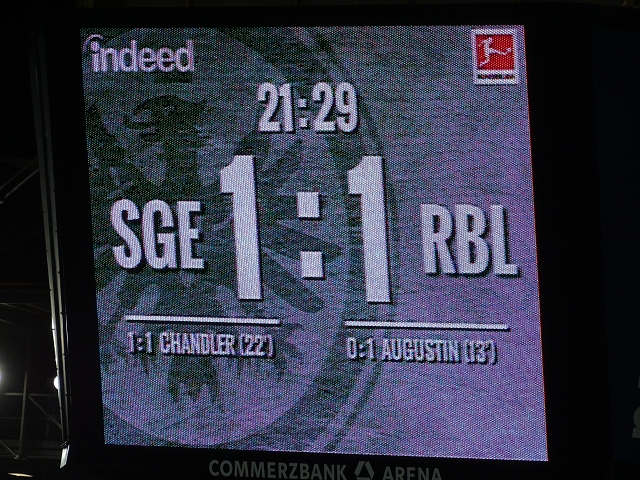 indeed
21:29
SGE 1:1 RBL
1:1 CHANDLER (22')
0:1 AUGUSTIN (13')
COMMERZBANK ARENA